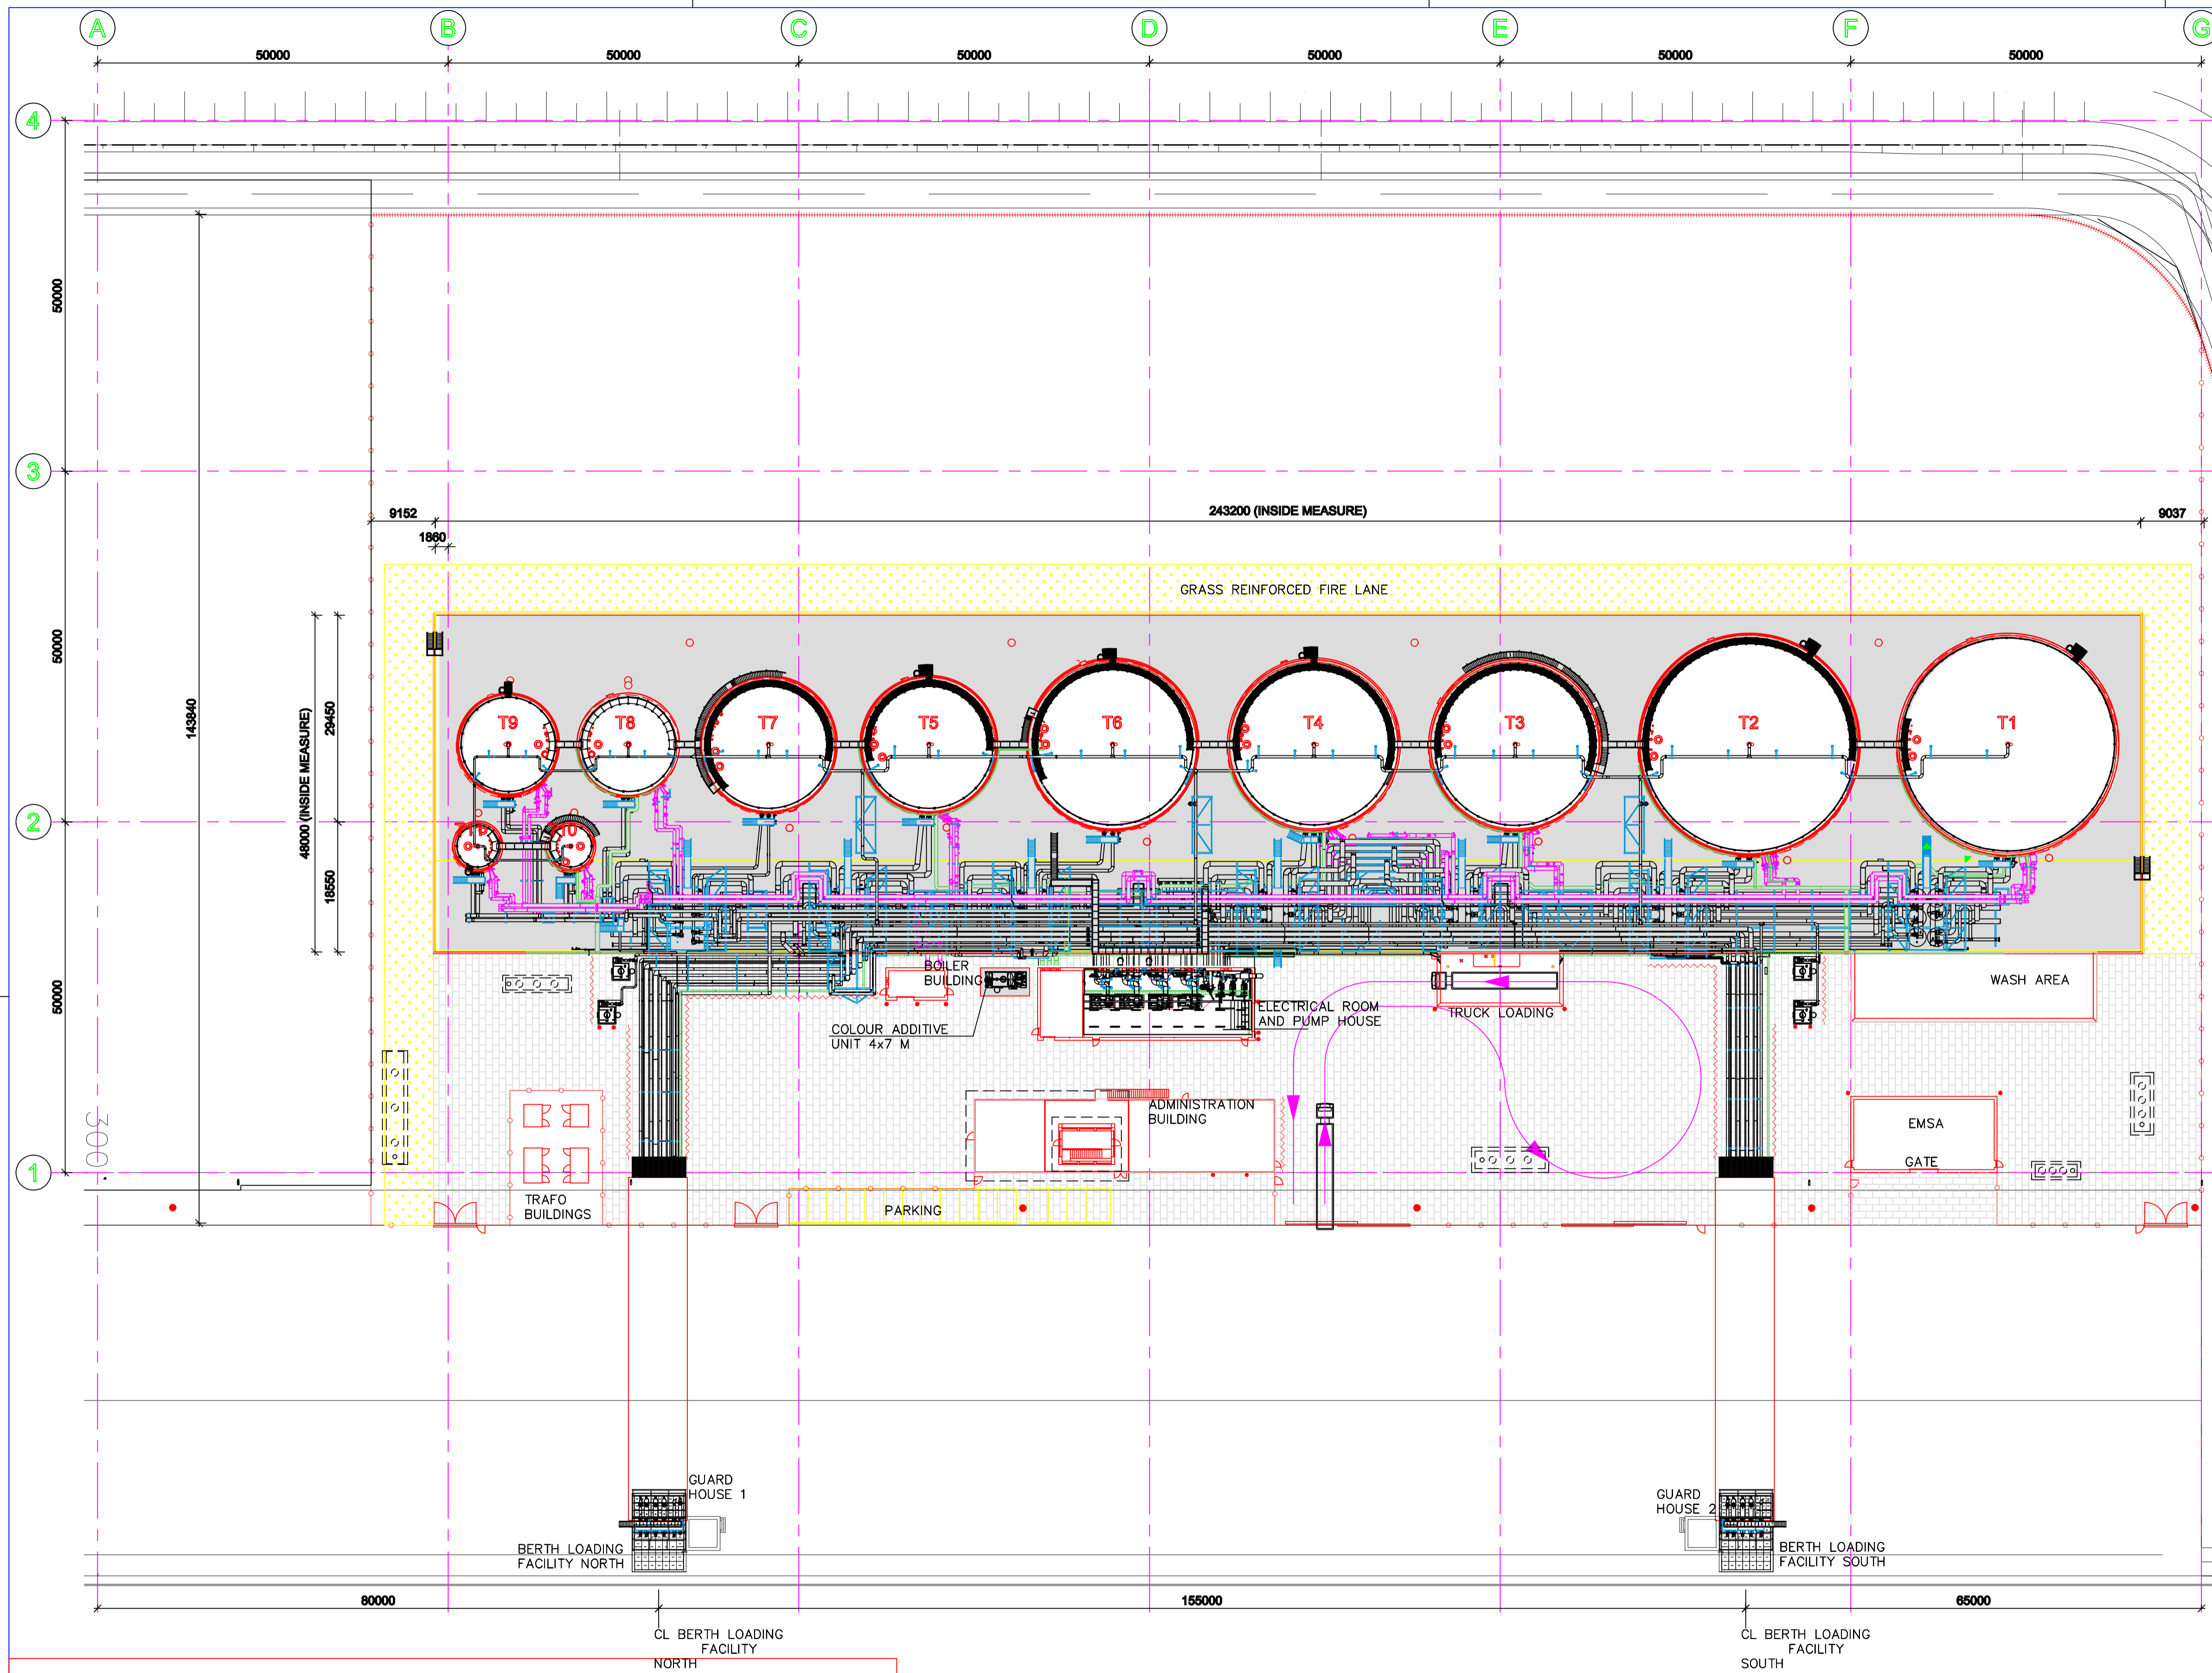 A
B
C
D
E
F
G
50000
50000
50000
50000
50000
50000
4
50000
3
9152
243200 (INSIDE MEASURE)
9037
1860
GRASS REINFORCED FIRE LANE
50000
143840
48000 (INSIDE MEASURE)
29450
T9
T8
T7
T5
T6
T4
T3
T2
T1
2
10
18550
50000
BOILER
BUILDING
WASH AREA
ELECTRICAL ROOM
AND PUMP HOUSE
TRUCK LOADING
COLOUR ADDITIVE
UNIT 4x7 M
ADMINISTRATION
BUILDING
300
EMSA
GATE
1
TRAFO
BUILDINGS
PARKING
GUARD
HOUSE 1
GUARD
HOUSE 2
BERTH LOADING
FACILITY NORTH
BERTH LOADING
FACILITY SOUTH
80000
155000
65000
CL BERTH LOADING
FACILITY
NORTH
CL BERTH LOADING
FACILITY
SOUTH